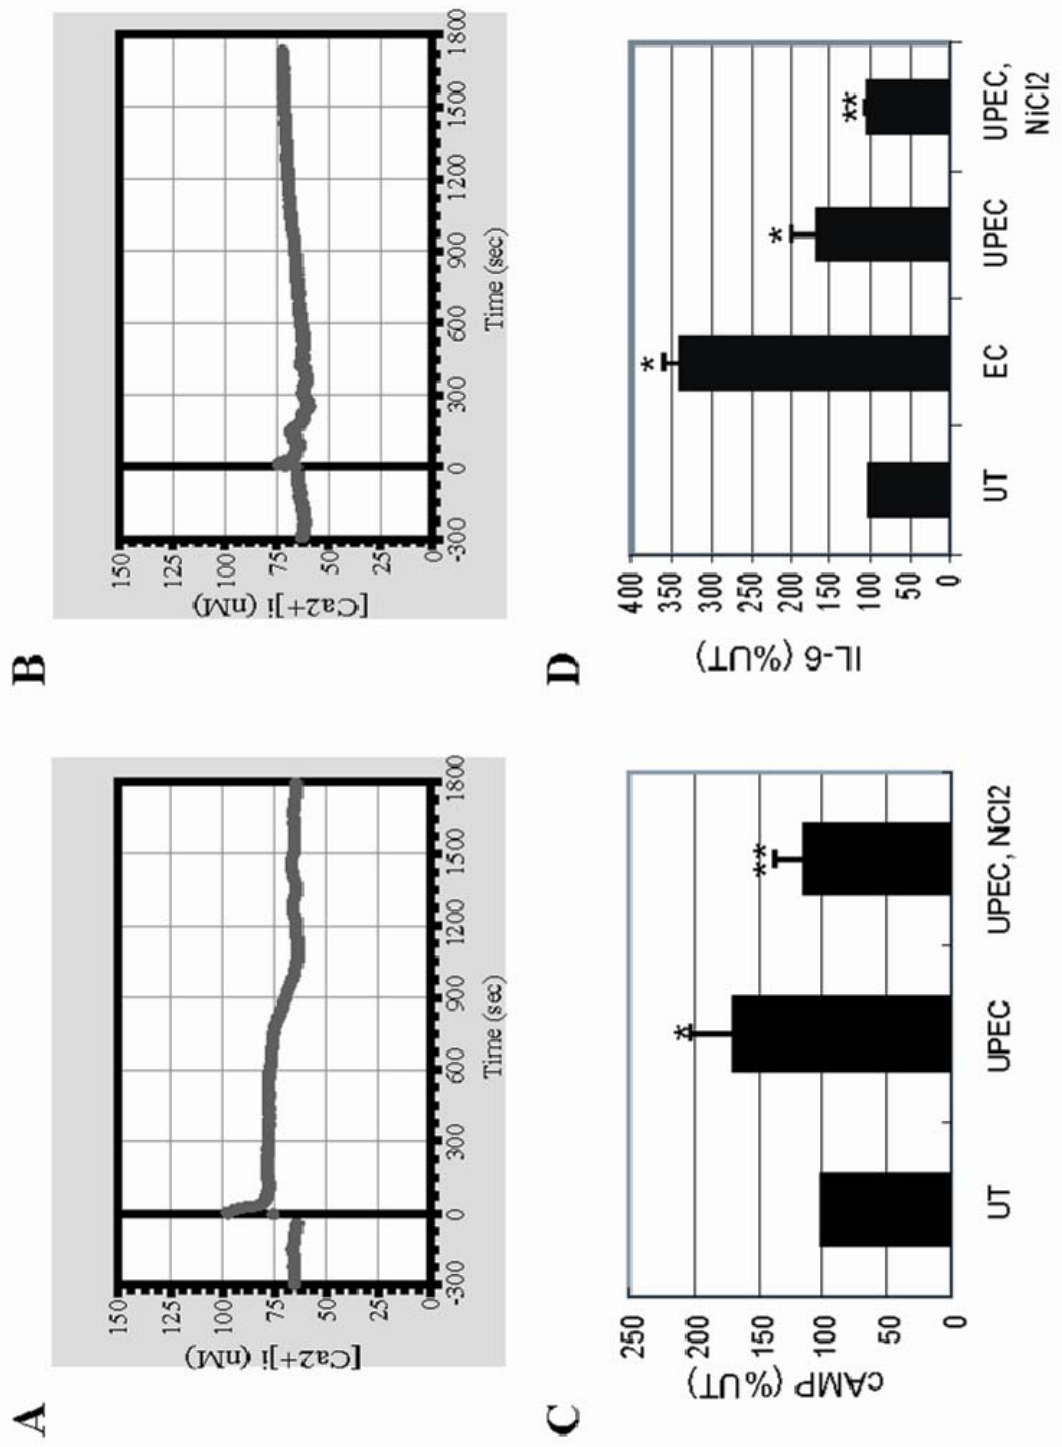 A
150
125
100
75
50
25
0
[Ca2+]i (nM)
-300 0 300 600 900 1200 1500 1800
Time (sec)
B
150
125
100
75
50
25
0
[Ca2+]i (nM)
-300 0 300 600 900 1200 1500 1800
Time (sec)
C
250
200
150
100
50
0
cAMP (%UT)
* **
UT UPEC UPEC, NiCl2
D
400
350
300
250
200
150
100
50
0
IL-6 (%UT)
* * **
UT EC UPEC UPEC,
NiCl2